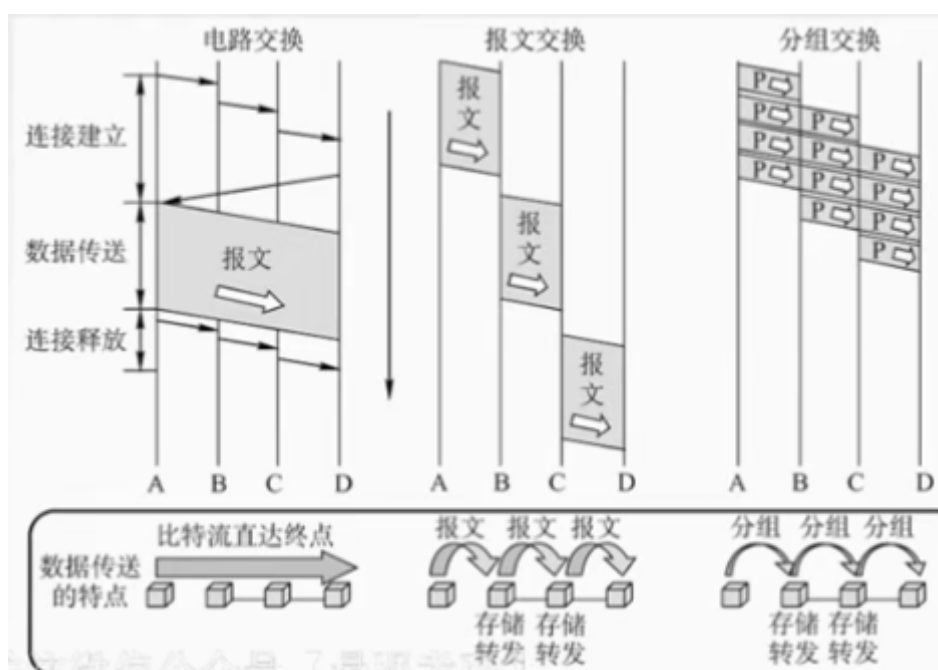 电路交换
报文交换
分组交换
连接建立
数据传送
连接释放
报文
报
文
报
文
报
文
P
P
P
P
P
P
P
P
P
P
P
P
A B C D
A B C D
A B C D
数据传送
的特点
比特流直达终点
报文 报文 报文
存储 存储
转发 转发
分组 分组 分组
存储 存储
转发 转发